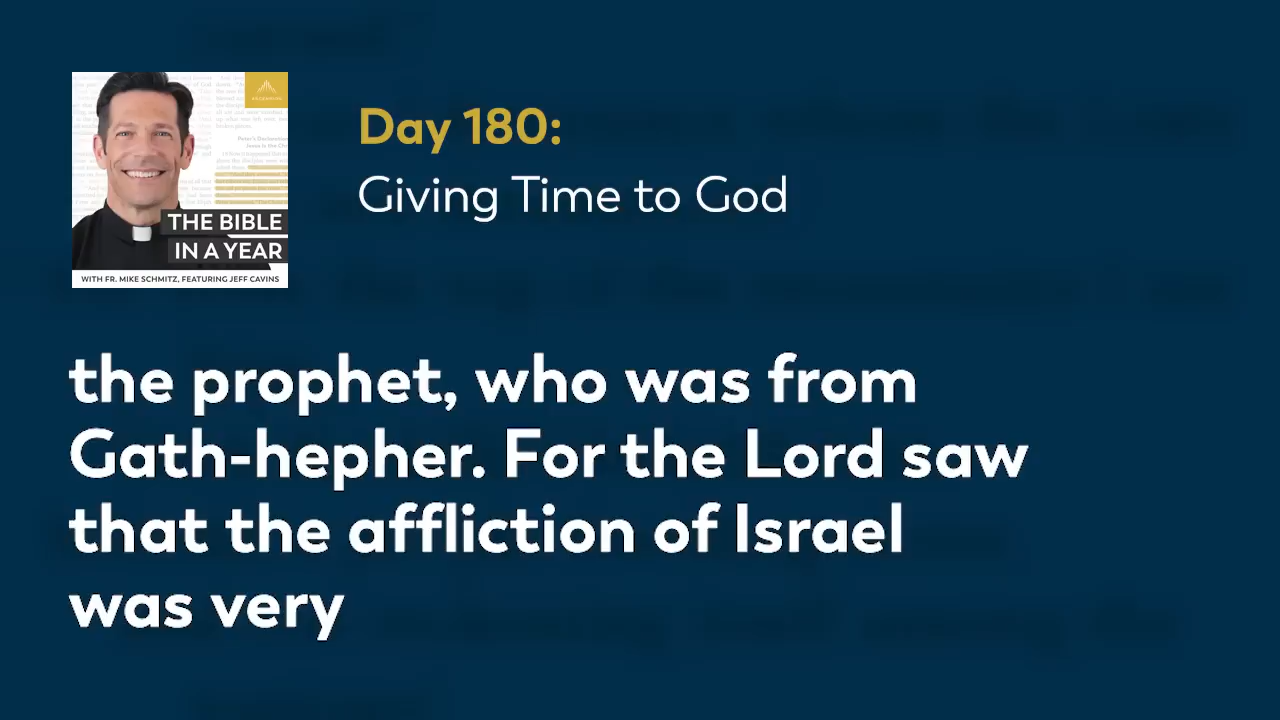 Day 180:
Giving Time to God
THE BIBLE
IN A YEAR
WITH FR. MIKE SCHMITZ, FEATURING JEFF CAVINS
the prophet, who was from
Gath-hepher. For the Lord saw
that the affliction of Israel
was very